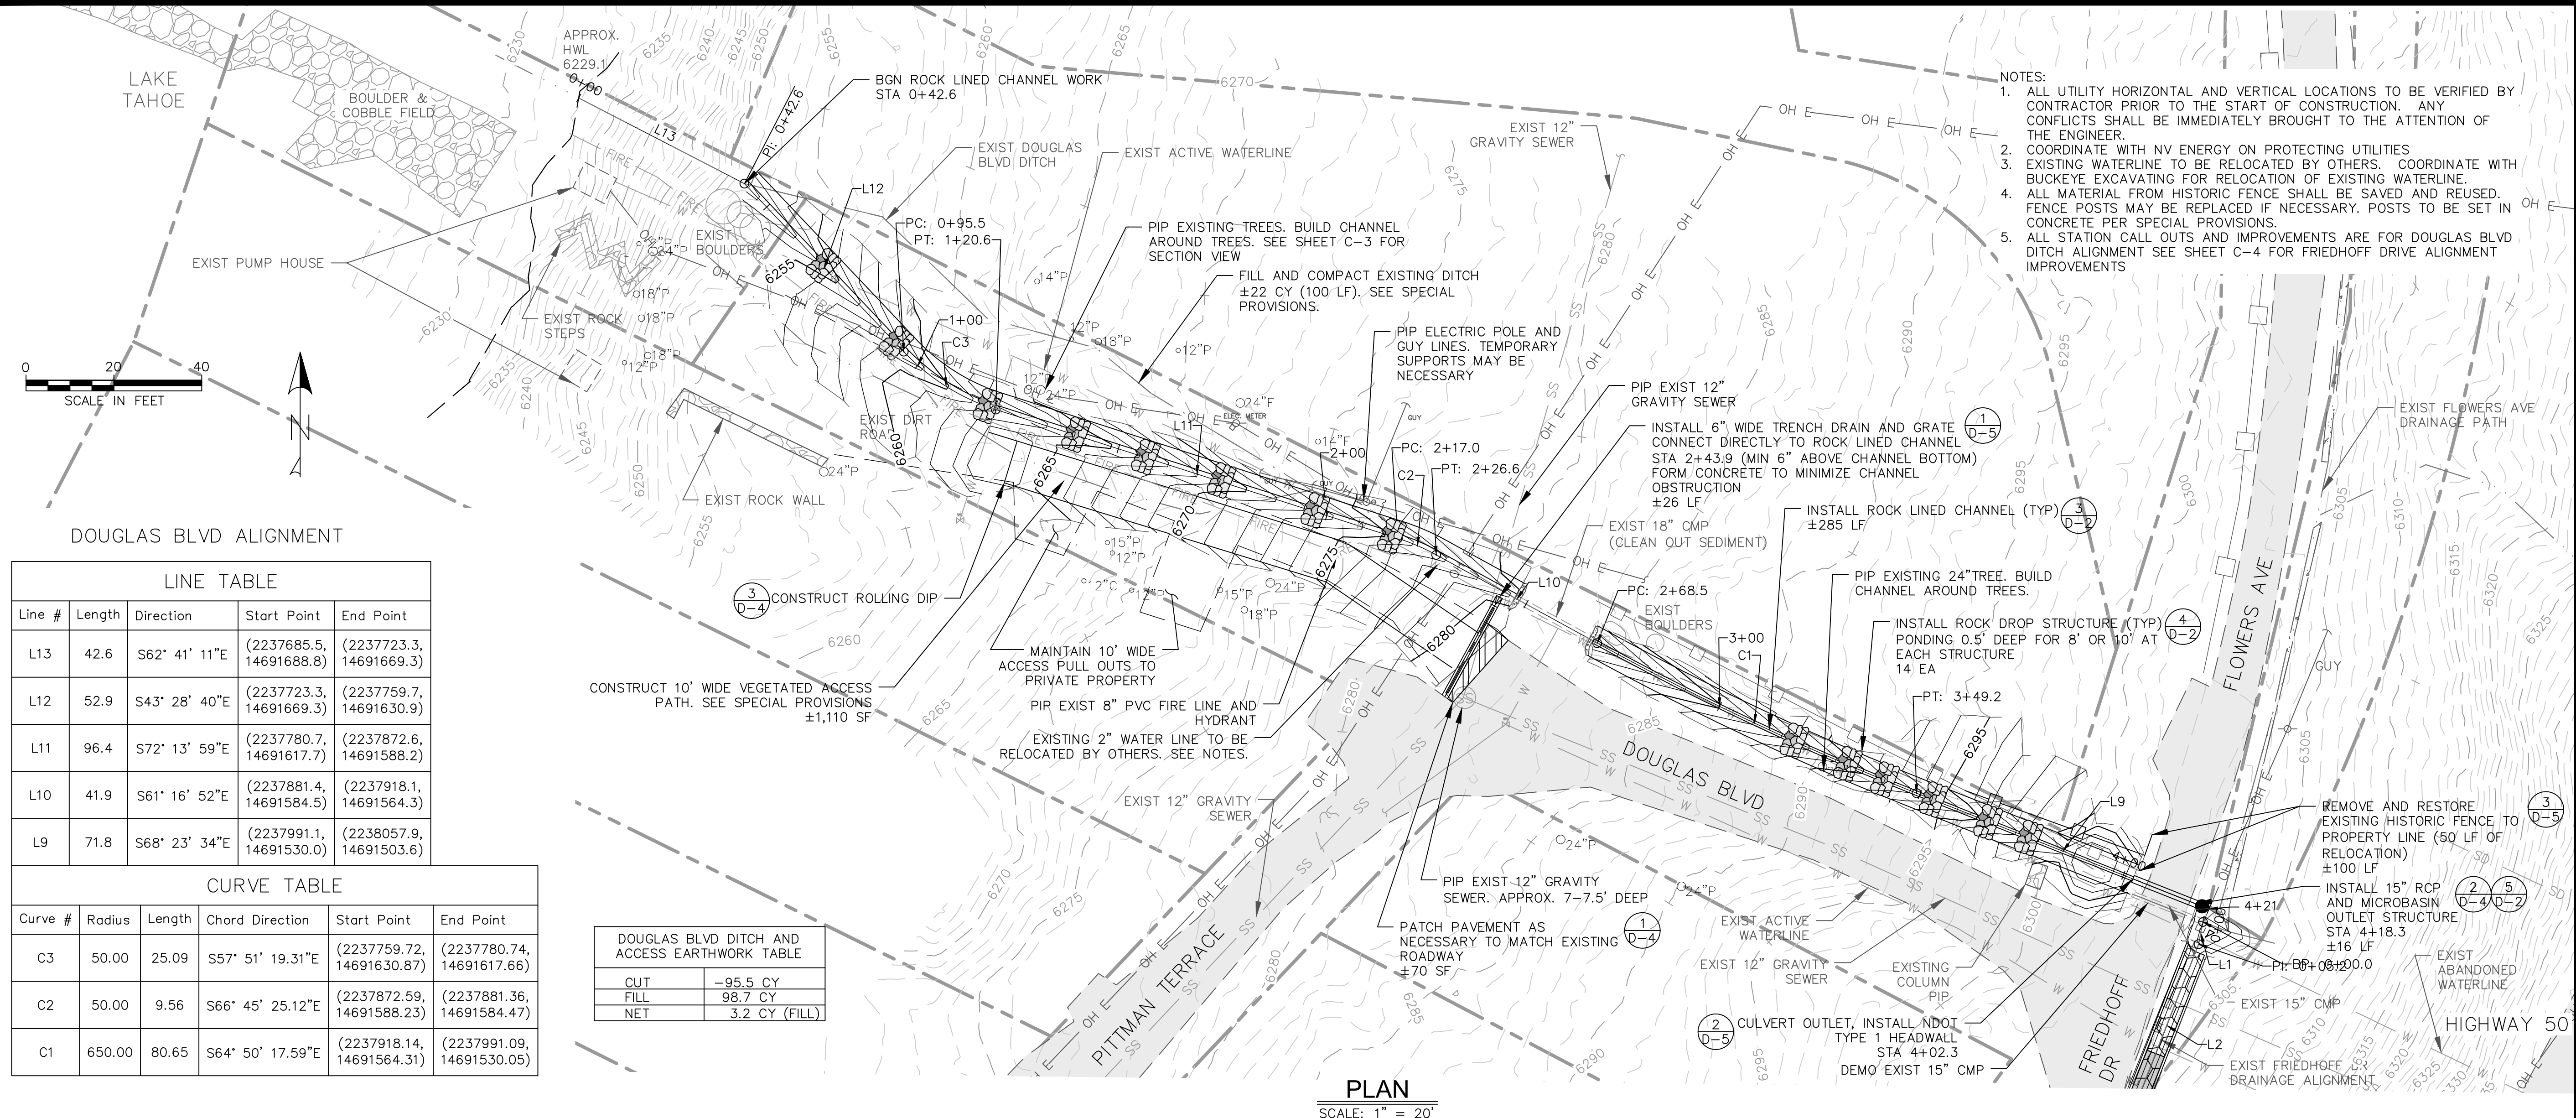 LAKE
TAHOE
BOULDER &
COBBLE FIELD
APPROX.
HWL
6229.1
0+00
L13
PI: 0+42.6
BGN ROCK LINED CHANNEL WORK
STA 0+42.6
EXIST DOUGLAS
BLVD DITCH
EXIST ACTIVE WATERLINE
L12
PC: 0+95.5
PT: 1+20.6
PIP EXISTING TREES. BUILD CHANNEL
AROUND TREES. SEE SHEET C-3 FOR
SECTION VIEW
FILL AND COMPACT EXISTING DITCH
±22 CY (100 LF). SEE SPECIAL
PROVISIONS.
PIP ELECTRIC POLE AND
GUY LINES. TEMPORARY
SUPPORTS MAY BE
NECESSARY
EXIST 12"
GRAVITY SEWER
PIP EXIST 12"
GRAVITY SEWER
NOTES:
1. ALL UTILITY HORIZONTAL AND VERTICAL LOCATIONS TO BE VERIFIED BY
CONTRACTOR PRIOR TO THE START OF CONSTRUCTION. ANY
CONFLICTS SHALL BE IMMEDIATELY BROUGHT TO THE ATTENTION OF
THE ENGINEER.
2. COORDINATE WITH NV ENERGY ON PROTECTING UTILITIES
3. EXISTING WATERLINE TO BE RELOCATED BY OTHERS. COORDINATE WITH
BUCKEYE EXCAVATING FOR RELOCATION OF EXISTING WATERLINE.
4. ALL MATERIAL FROM HISTORIC FENCE SHALL BE SAVED AND REUSED.
FENCE POSTS MAY BE REPLACED IF NECESSARY. POSTS TO BE SET IN
CONCRETE PER SPECIAL PROVISIONS.
5. ALL STATION CALL OUTS AND IMPROVEMENTS ARE FOR DOUGLAS BLVD
DITCH ALIGNMENT SEE SHEET C-4 FOR FRIEDHOFF DRIVE ALIGNMENT
IMPROVEMENTS
EXIST PUMP HOUSE
EXIST
BOULDERS
EXIST ROCK
STEPS
EXIST DIRT
ROAD
EXIST ROCK WALL
0 20 40
SCALE IN FEET
N
1+00
C3
L11
ELEC. METER
GUY
2+00
PC: 2+17.0
C2
PT: 2+26.6
INSTALL 6" WIDE TRENCH DRAIN AND GRATE
CONNECT DIRECTLY TO ROCK LINED CHANNEL
STA 2+43.9 (MIN 6" ABOVE CHANNEL BOTTOM)
FORM CONCRETE TO MINIMIZE CHANNEL
OBSTRUCTION
±26 LF
1
D-5
EXIST 18" CMP
(CLEAN OUT SEDIMENT)
INSTALL ROCK LINED CHANNEL (TYP)
±285 LF
3
D-2
L10
PC: 2+68.5
EXIST
BOULDERS
PIP EXISTING 24"TREE. BUILD
CHANNEL AROUND TREES.
INSTALL ROCK DROP STRUCTURE (TYP)
PONDING 0.5' DEEP FOR 8' OR 10' AT
EACH STRUCTURE
14 EA
4
D-2
3+00
C1
PT: 3+49.2
EXIST FLOWERS AVE
DRAINAGE PATH
FLOWERS AVE
GUY
3
D-4
CONSTRUCT ROLLING DIP
MAINTAIN 10' WIDE
ACCESS PULL OUTS TO
PRIVATE PROPERTY
CONSTRUCT 10' WIDE VEGETATED ACCESS
PATH. SEE SPECIAL PROVISIONS
±1,110 SF
PIP EXIST 8" PVC FIRE LINE AND
HYDRANT
EXISTING 2" WATER LINE TO BE
RELOCATED BY OTHERS. SEE NOTES.
EXIST 12" GRAVITY
SEWER
DOUGLAS BLVD
PITTMAN TERRACE
PIP EXIST 12" GRAVITY
SEWER. APPROX. 7-7.5' DEEP
PATCH PAVEMENT AS
NECESSARY TO MATCH EXISTING
ROADWAY
±70 SF
1
D-4
L9
4+00
REMOVE AND RESTORE
EXISTING HISTORIC FENCE TO
PROPERTY LINE (50 LF OF
RELOCATION)
±100 LF
3
D-5
INSTALL 15" RCP
AND MICROBASIN
OUTLET STRUCTURE
STA 4+18.3
±16 LF
2
D-4
5
D-2
4+21
EXIST ACTIVE
WATERLINE
EXIST 12" GRAVITY
SEWER
EXISTING
COLUMN
PIP
2
D-5
CULVERT OUTLET, INSTALL NDOT
TYPE 1 HEADWALL
STA 4+02.3
DEMO EXIST 15" CMP
FRIEDHOFF
DR
L1
L2
EXIST 15" CMP
EXIST
ABANDONED
WATERLINE
HIGHWAY 50
EXIST FRIEDHOFF DR
DRAINAGE ALIGNMENT
DOUGLAS BLVD ALIGNMENT
LINE TABLE
Line # Length Direction Start Point End Point
L13 42.6 S62° 41' 11"E (2237685.5, 14691688.8) (2237723.3, 14691669.3)
L12 52.9 S43° 28' 40"E (2237723.3, 14691669.3) (2237759.7, 14691630.9)
L11 96.4 S72° 13' 59"E (2237780.7, 14691617.7) (2237872.6, 14691588.2)
L10 41.9 S61° 16' 52"E (2237881.4, 14691584.5) (2237918.1, 14691564.3)
L9 71.8 S68° 23' 34"E (2237991.1, 14691530.0) (2238057.9, 14691503.6)
CURVE TABLE
Curve # Radius Length Chord Direction Start Point End Point
C3 50.00 25.09 S57° 51' 19.31"E (2237759.72, 14691630.87) (2237780.74, 14691617.66)
C2 50.00 9.56 S66° 45' 25.12"E (2237872.59, 14691588.23) (2237881.36, 14691584.47)
C1 650.00 80.65 S64° 50' 17.59"E (2237918.14, 14691564.31) (2237991.09, 14691530.05)
DOUGLAS BLVD DITCH AND
ACCESS EARTHWORK TABLE
CUT -95.5 CY
FILL 98.7 CY
NET 3.2 CY (FILL)
PLAN
SCALE: 1" = 20'